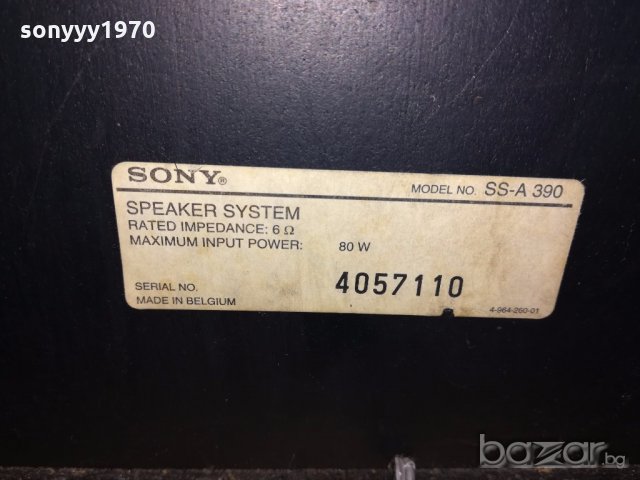 sonyyy1970
SONY® MODEL NO. SS-A 390
SPEAKER SYSTEM
RATED IMPEDANCE: 6 Ω
MAXIMUM INPUT POWER: 80 W
SERIAL NO. 4057110
MADE IN BELGIUM 4-964-260-01
bazar.bg